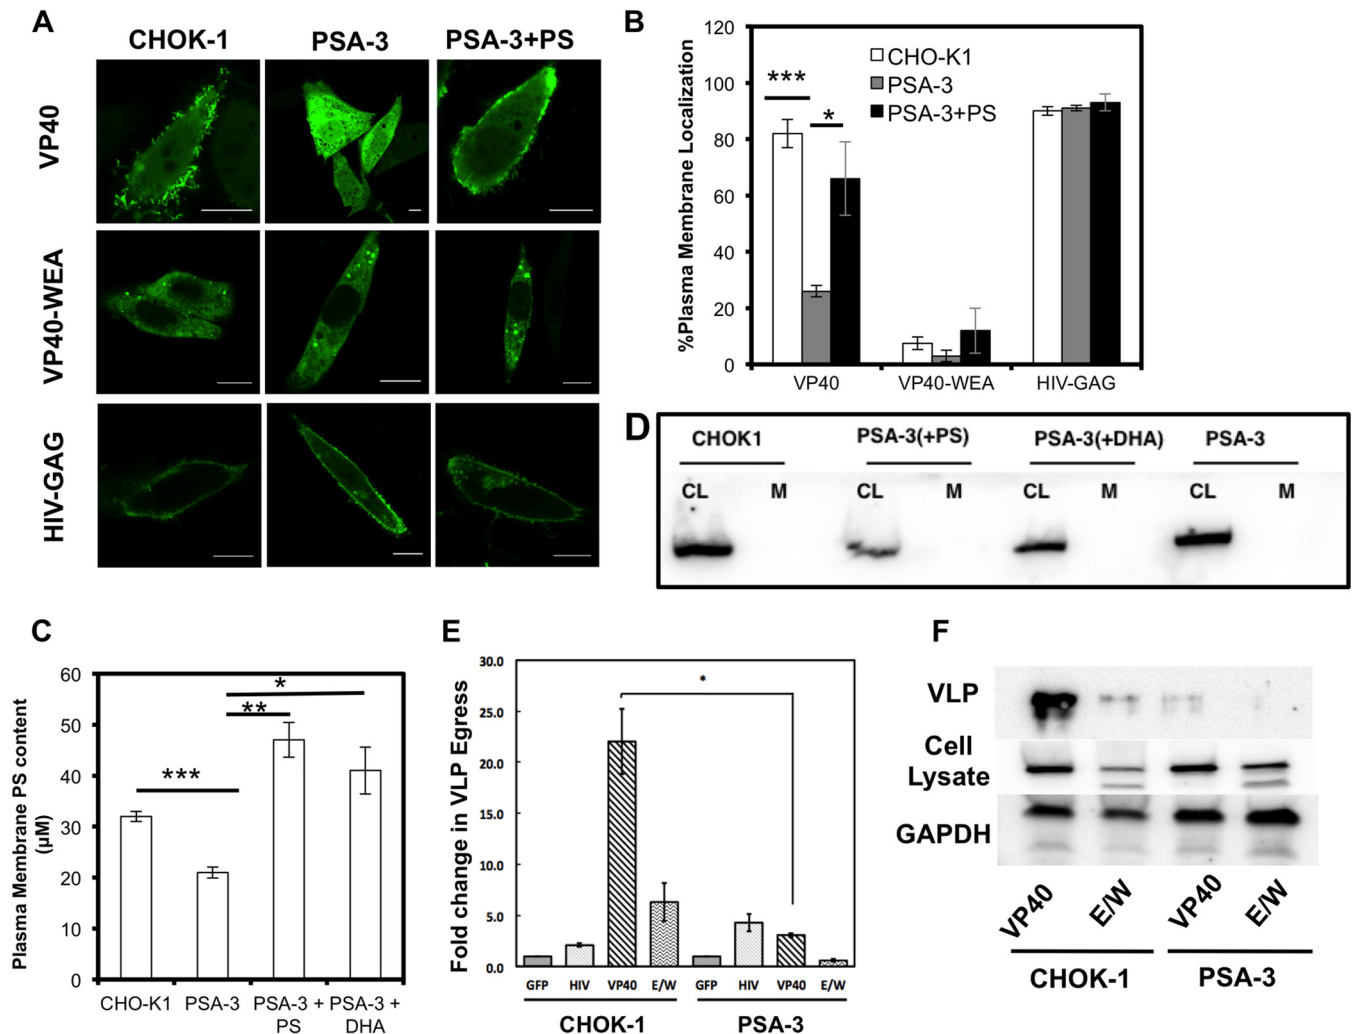 A
CHOK-1 PSA-3 PSA-3+PS
VP40
VP40-WEA
HIV-GAG
B
%Plasma Membrane Localization
120
100
80
60
40
20
0
***
*
CHO-K1
PSA-3
PSA-3+PS
VP40 VP40-WEA HIV-GAG
D
CHOK1 PSA-3(+PS) PSA-3(+DHA) PSA-3
CL M CL M CL M CL M
C
Plasma Membrane PS content
(µM)
60
50
40
30
20
10
0
***
**
*
CHO-K1 PSA-3 PSA-3 + PSA-3 +
PS DHA
E
Fold change in VLP Egress
30.0
25.0
20.0
15.0
10.0
5.0
0.0
*
GFP HIV VP40 E/W GFP HIV VP40 E/W
CHOK-1 PSA-3
F
VLP
Cell
Lysate
GAPDH
VP40 E/W VP40 E/W
CHOK-1 PSA-3